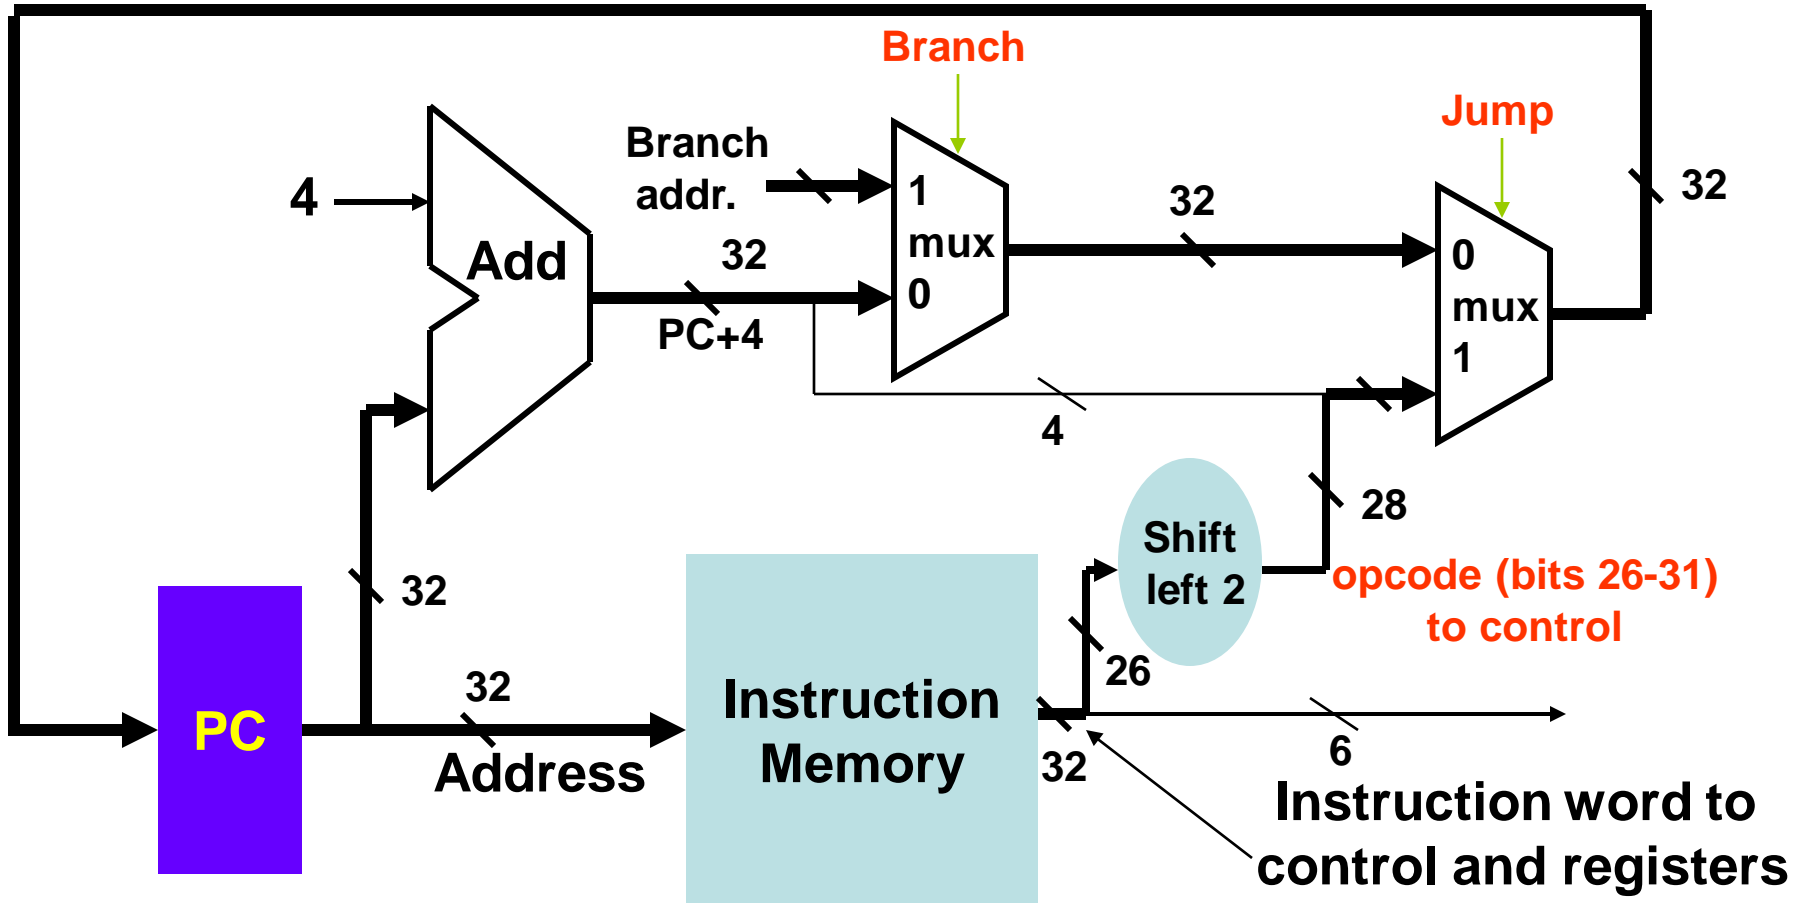 Branch
Jump
Branch
addr.
4
1
mux
0
32
32
0
mux
1
32
Add
PC+4
4
28
Shift
left 2
opcode (bits 26-31)
to control
32
26
PC
32
Address
Instruction
Memory
32
6
Instruction word to
control and registers